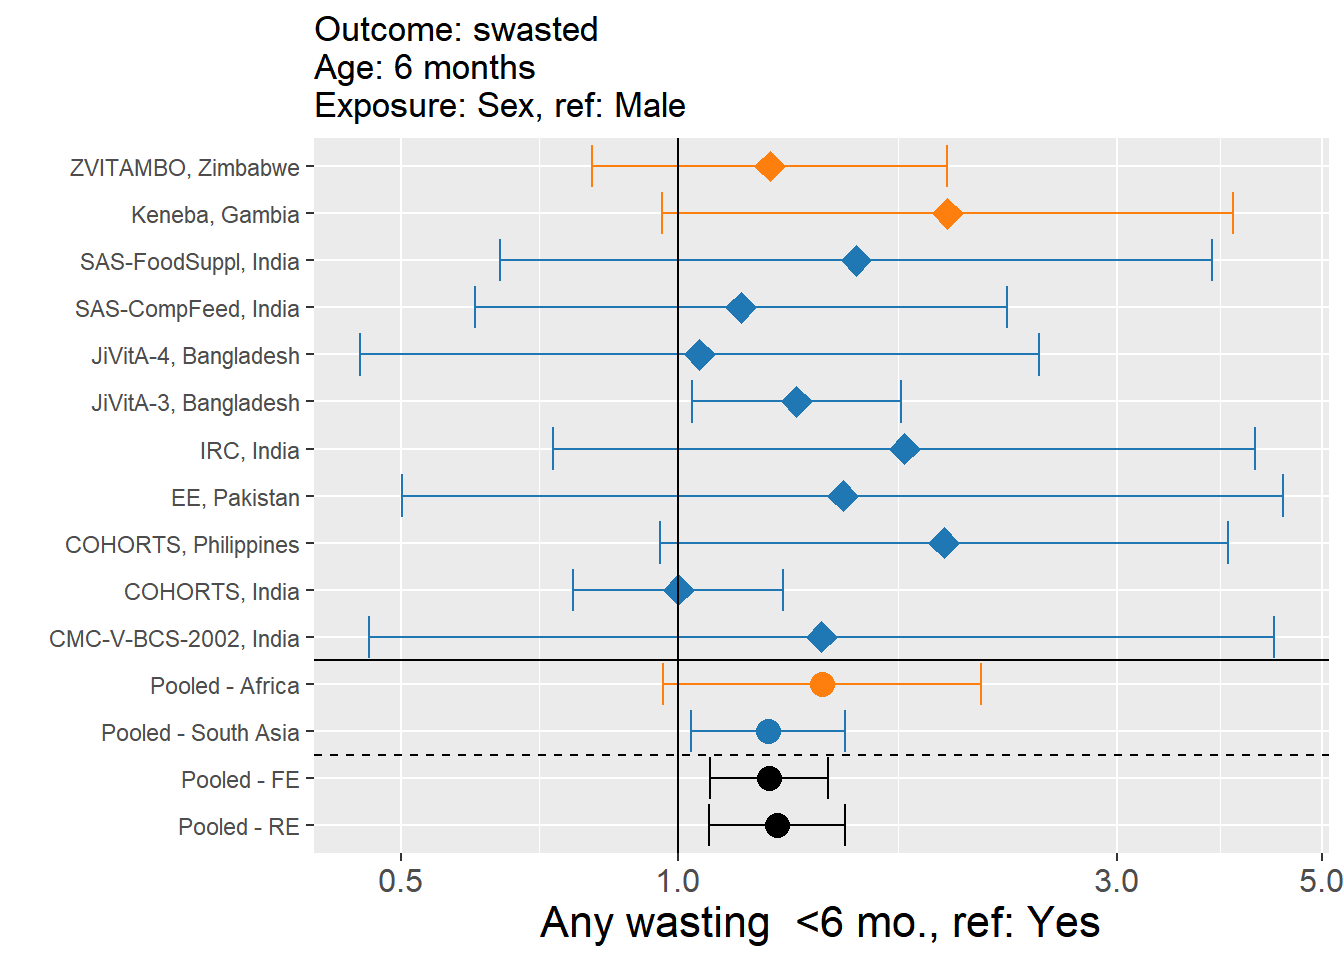 Outcome: swasted
Age: 6 months
Exposure: Sex, ref: Male
ZVITAMBO, Zimbabwe
Keneba, Gambia
SAS-FoodSuppl, India
SAS-CompFeed, India
JiVitA-4, Bangladesh
JiVitA-3, Bangladesh
IRC, India
EE, Pakistan
COHORTS, Philippines
COHORTS, India
CMC-V-BCS-2002, India
Pooled - Africa
Pooled - South Asia
Pooled - FE
Pooled - RE
0.5 1.0 3.0 5.0
Any wasting  <6 mo., ref: Yes